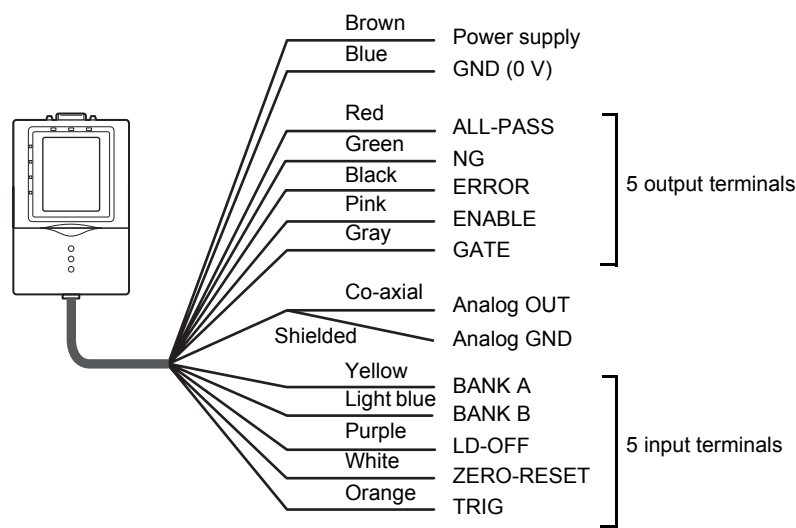 Brown
Power supply
Blue
GND (0 V)
Red
ALL-PASS
Green
NG
Black
ERROR
5 output terminals
Pink
ENABLE
Gray
GATE
Co-axial
Analog OUT
Shielded
Analog GND
Yellow
BANK A
Light blue
BANK B
Purple
LD-OFF
5 input terminals
White
ZERO-RESET
Orange
TRIG